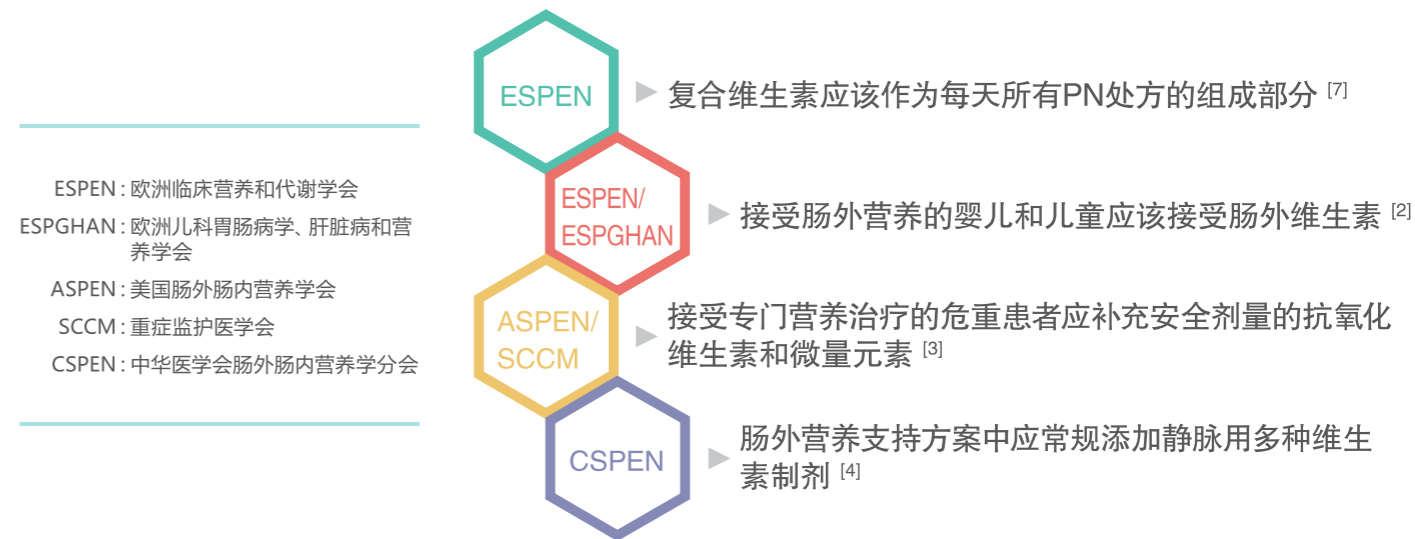 ESPEN：欧洲临床营养和代谢学会
ESPGHAN：欧洲儿科胃肠病学、肝脏病和营
养学会
ASPEN：美国肠外肠内营养学会
SCCM：重症监护医学会
CSPEN：中华医学会肠外肠内营养学分会
ESPEN
复合维生素应该作为每天所有PN处方的组成部分 [7]
ESPEN/
ESPGHAN
接受肠外营养的婴儿和儿童应该接受肠外维生素 [2]
ASPEN/
SCCM
接受专门营养治疗的危重患者应补充安全剂量的抗氧化
维生素和微量元素 [3]
CSPEN
肠外营养支持方案中应常规添加静脉用多种维生
素制剂 [4]